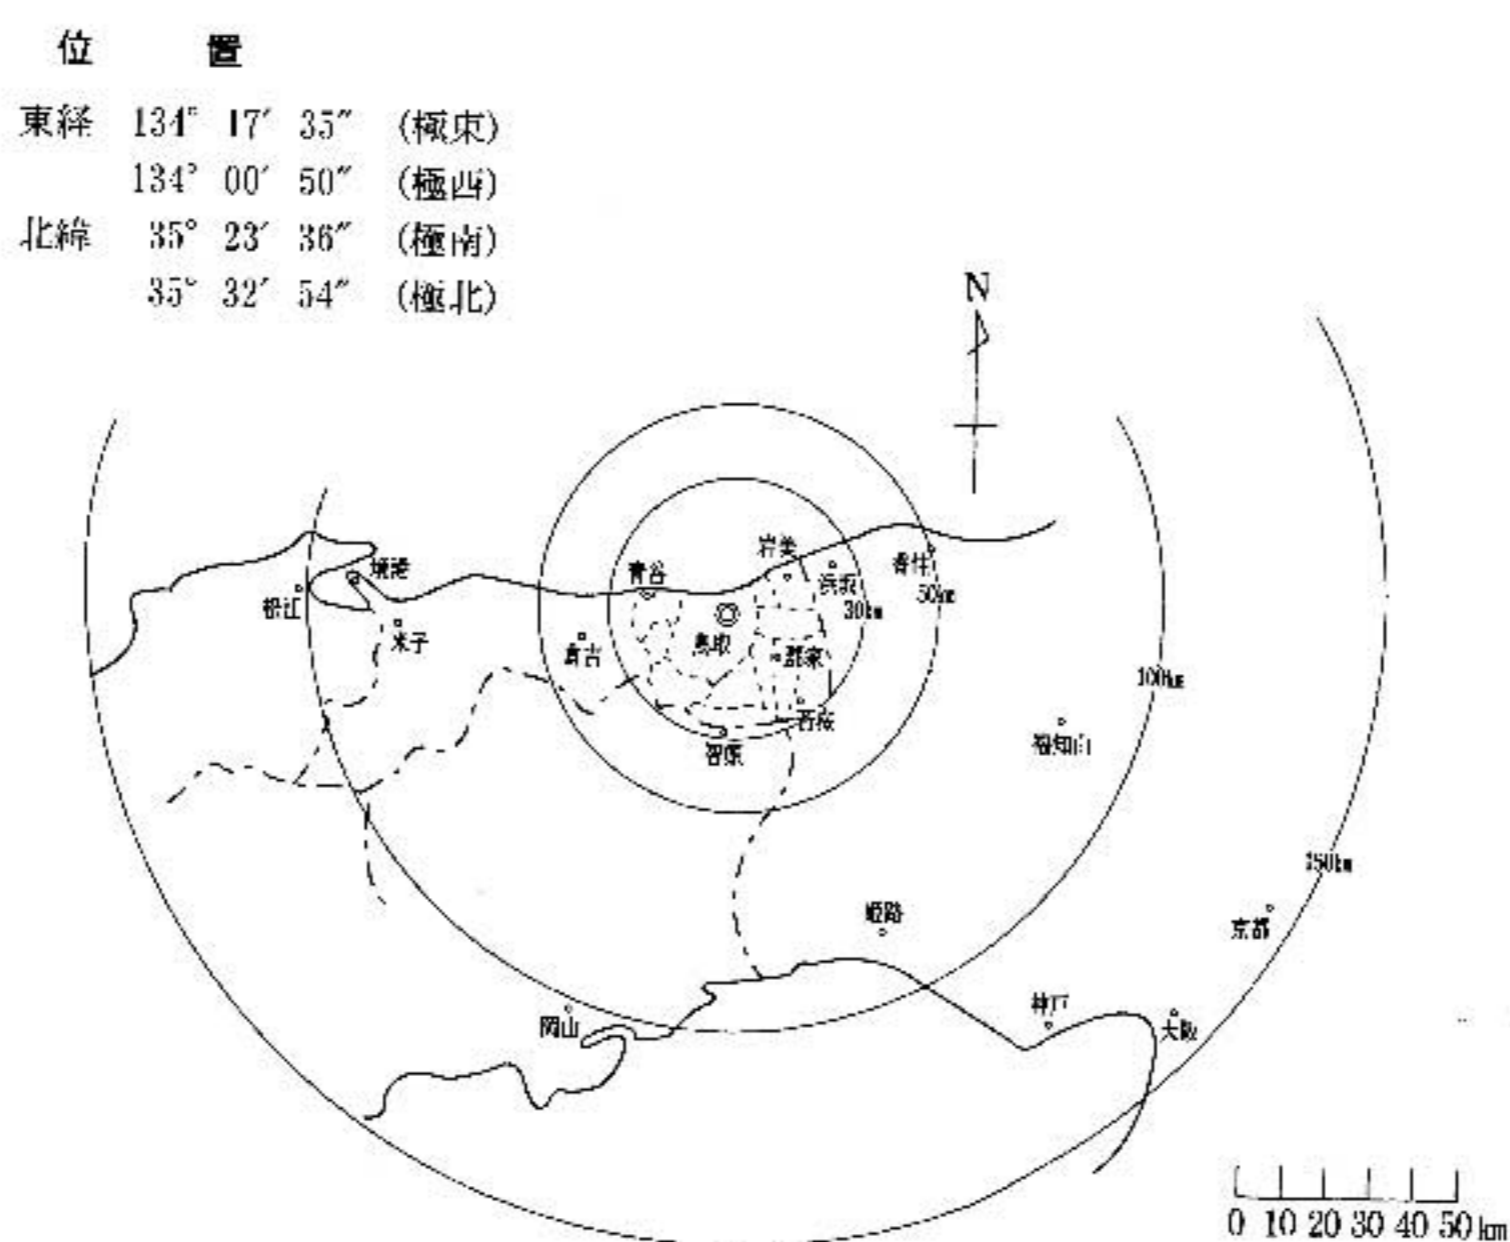 位 置
東経 134° 17′ 35″ (極東)
134° 00′ 50″ (極西)
北緯 35° 23′ 36″ (極南)
35° 32′ 54″ (極北)
N
岩美
境港
青谷
浜坂
香住
松江
30km
50km
米子
倉吉
鳥取
郡家
100km
若桜
智頭
福知山
150km
姫路
京都
岡山
神戸
大阪
0 10 20 30 40 50km